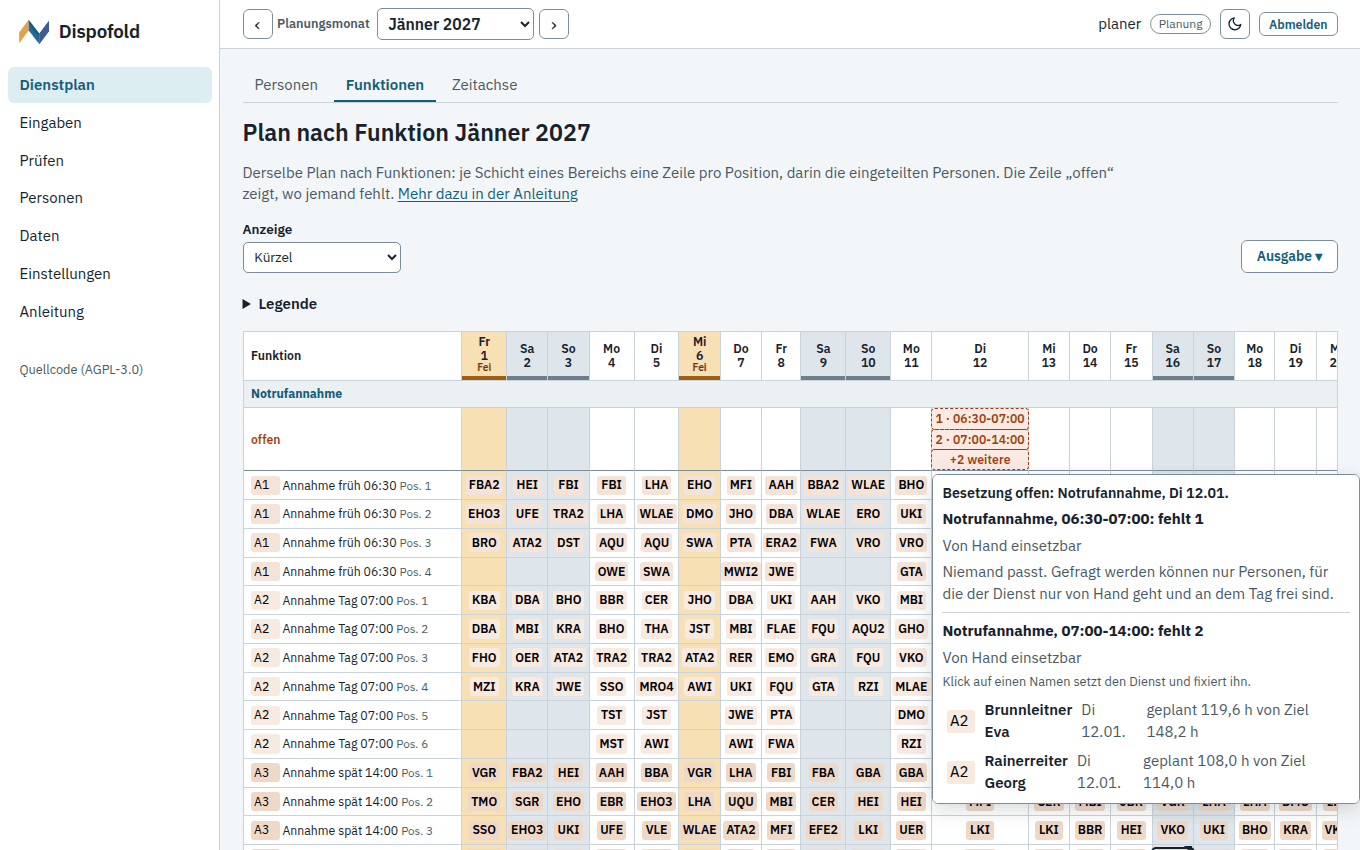 Dispofold
‹ Planungsmonat Jänner 2027 ›
planer Planung Abmelden
Dienstplan
Eingaben
Prüfen
Personen
Daten
Einstellungen
Anleitung
Quellcode (AGPL-3.0)
Personen Funktionen Zeitachse
Plan nach Funktion Jänner 2027
Derselbe Plan nach Funktionen: je Schicht eines Bereichs eine Zeile pro Position, darin die eingeteilten Personen. Die Zeile „offen“
zeigt, wo jemand fehlt. Mehr dazu in der Anleitung
Anzeige
Kürzel
Ausgabe ▾
▶ Legende
Funktion Fr 1 Fei Sa 2 So 3 Mo 4 Di 5 Mi 6 Fei Do 7 Fr 8 Sa 9 So 10 Mo 11 Di 12 Mi 13 Do 14 Fr 15 Sa 16 So 17 Mo 18 Di 19
Notrufannahme
offen
1 · 06:30-07:00
2 · 07:00-14:00
+2 weitere
A1 Annahme früh 06:30 Pos. 1 FBA2 HEI FBI FBI LHA EHO MFI AAH BBA2 WLAE BHO
A1 Annahme früh 06:30 Pos. 2 EHO3 UFE TRA2 LHA WLAE DMO JHO DBA WLAE ERO UKI
A1 Annahme früh 06:30 Pos. 3 BRO ATA2 DST AQU AQU SWA PTA ERA2 FWA VRO VRO
A1 Annahme früh 06:30 Pos. 4 OWE SWA MWI2 JWE GTA
A2 Annahme Tag 07:00 Pos. 1 KBA DBA BHO BBR CER JHO DBA UKI AAH VKO MBI
A2 Annahme Tag 07:00 Pos. 2 DBA MBI KRA BHO THA JST MBI FLAE FQU AQU2 GHO
A2 Annahme Tag 07:00 Pos. 3 FHO OER ATA2 TRA2 TRA2 ATA2 RER EMO GRA FQU VKO
A2 Annahme Tag 07:00 Pos. 4 MZI KRA JWE SSO MRO4 AWI UKI FQU GTA RZI MLAE
A2 Annahme Tag 07:00 Pos. 5 TST JST JWE PTA DMO
A2 Annahme Tag 07:00 Pos. 6 MST AWI AWI FWA RZI
A3 Annahme spät 14:00 Pos. 1 VGR FBA2 HEI AAH BBA VGR LHA FBI FBA GBA GBA
A3 Annahme spät 14:00 Pos. 2 TMO SGR EHO EBR EHO3 LHA UQU MBI CER HEI HEI
A3 Annahme spät 14:00 Pos. 3 SSO EHO3 UKI UFE VLE WLAE ATA2 MFI EFE2 LKI UER LKI LKI BBR HEI VKO UKI BHO KRA
Besetzung offen: Notrufannahme, Di 12.01.
Notrufannahme, 06:30-07:00: fehlt 1
Von Hand einsetzbar
Niemand passt. Gefragt werden können nur Personen, für
die der Dienst nur von Hand geht und an dem Tag frei sind.
Notrufannahme, 07:00-14:00: fehlt 2
Von Hand einsetzbar
Klick auf einen Namen setzt den Dienst und fixiert ihn.
A2 Brunnleitner Eva Di 12.01. geplant 119,6 h von Ziel 148,2 h
A2 Rainerreiter Georg Di 12.01. geplant 108,0 h von Ziel 114,0 h